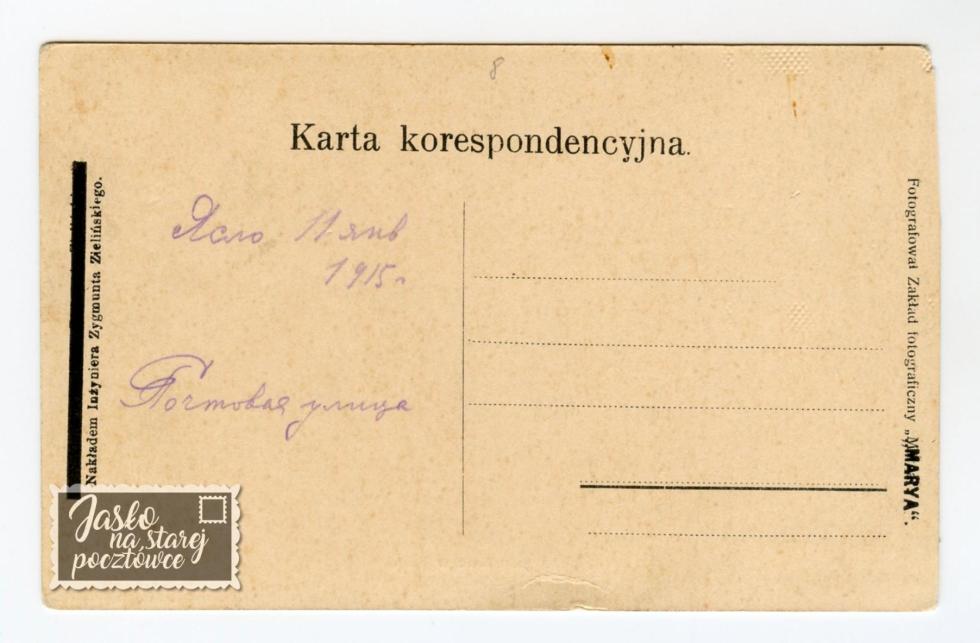 8
Karta korespondencyjna.
Ясло 11 янв
1915 г
Почтовая улица
Nakładem Inżyniera Zygmunta Zielińskiego.
Fotografował Zakład fotograficzny „MARYA“.
Jasło
na starej
pocztówce